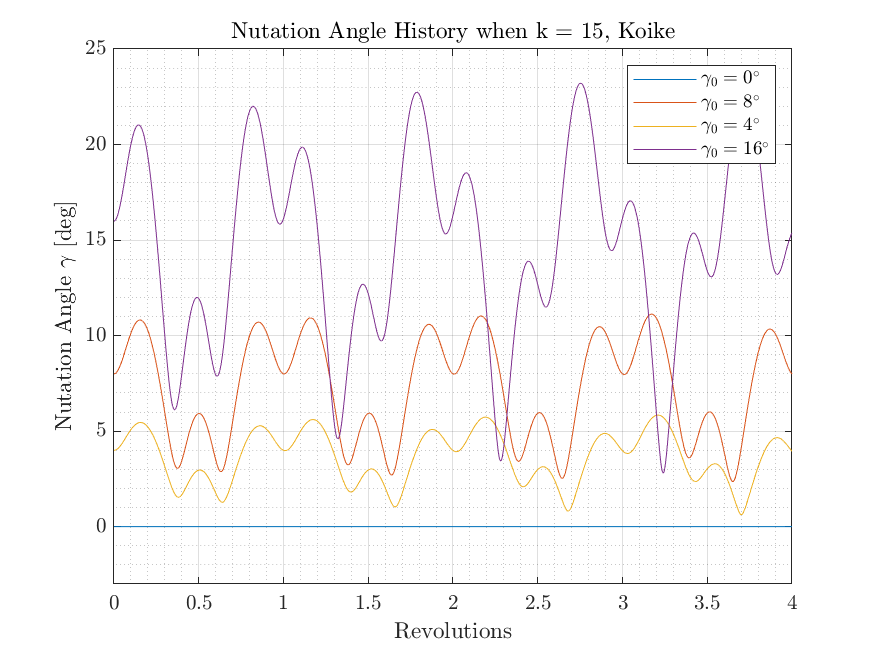 Nutation Angle History when k = 15, Koike
γ₀ = 0°
γ₀ = 8°
γ₀ = 4°
γ₀ = 16°
Nutation Angle γ [deg]
25
20
15
10
5
0
0 0.5 1 1.5 2 2.5 3 3.5 4
Revolutions